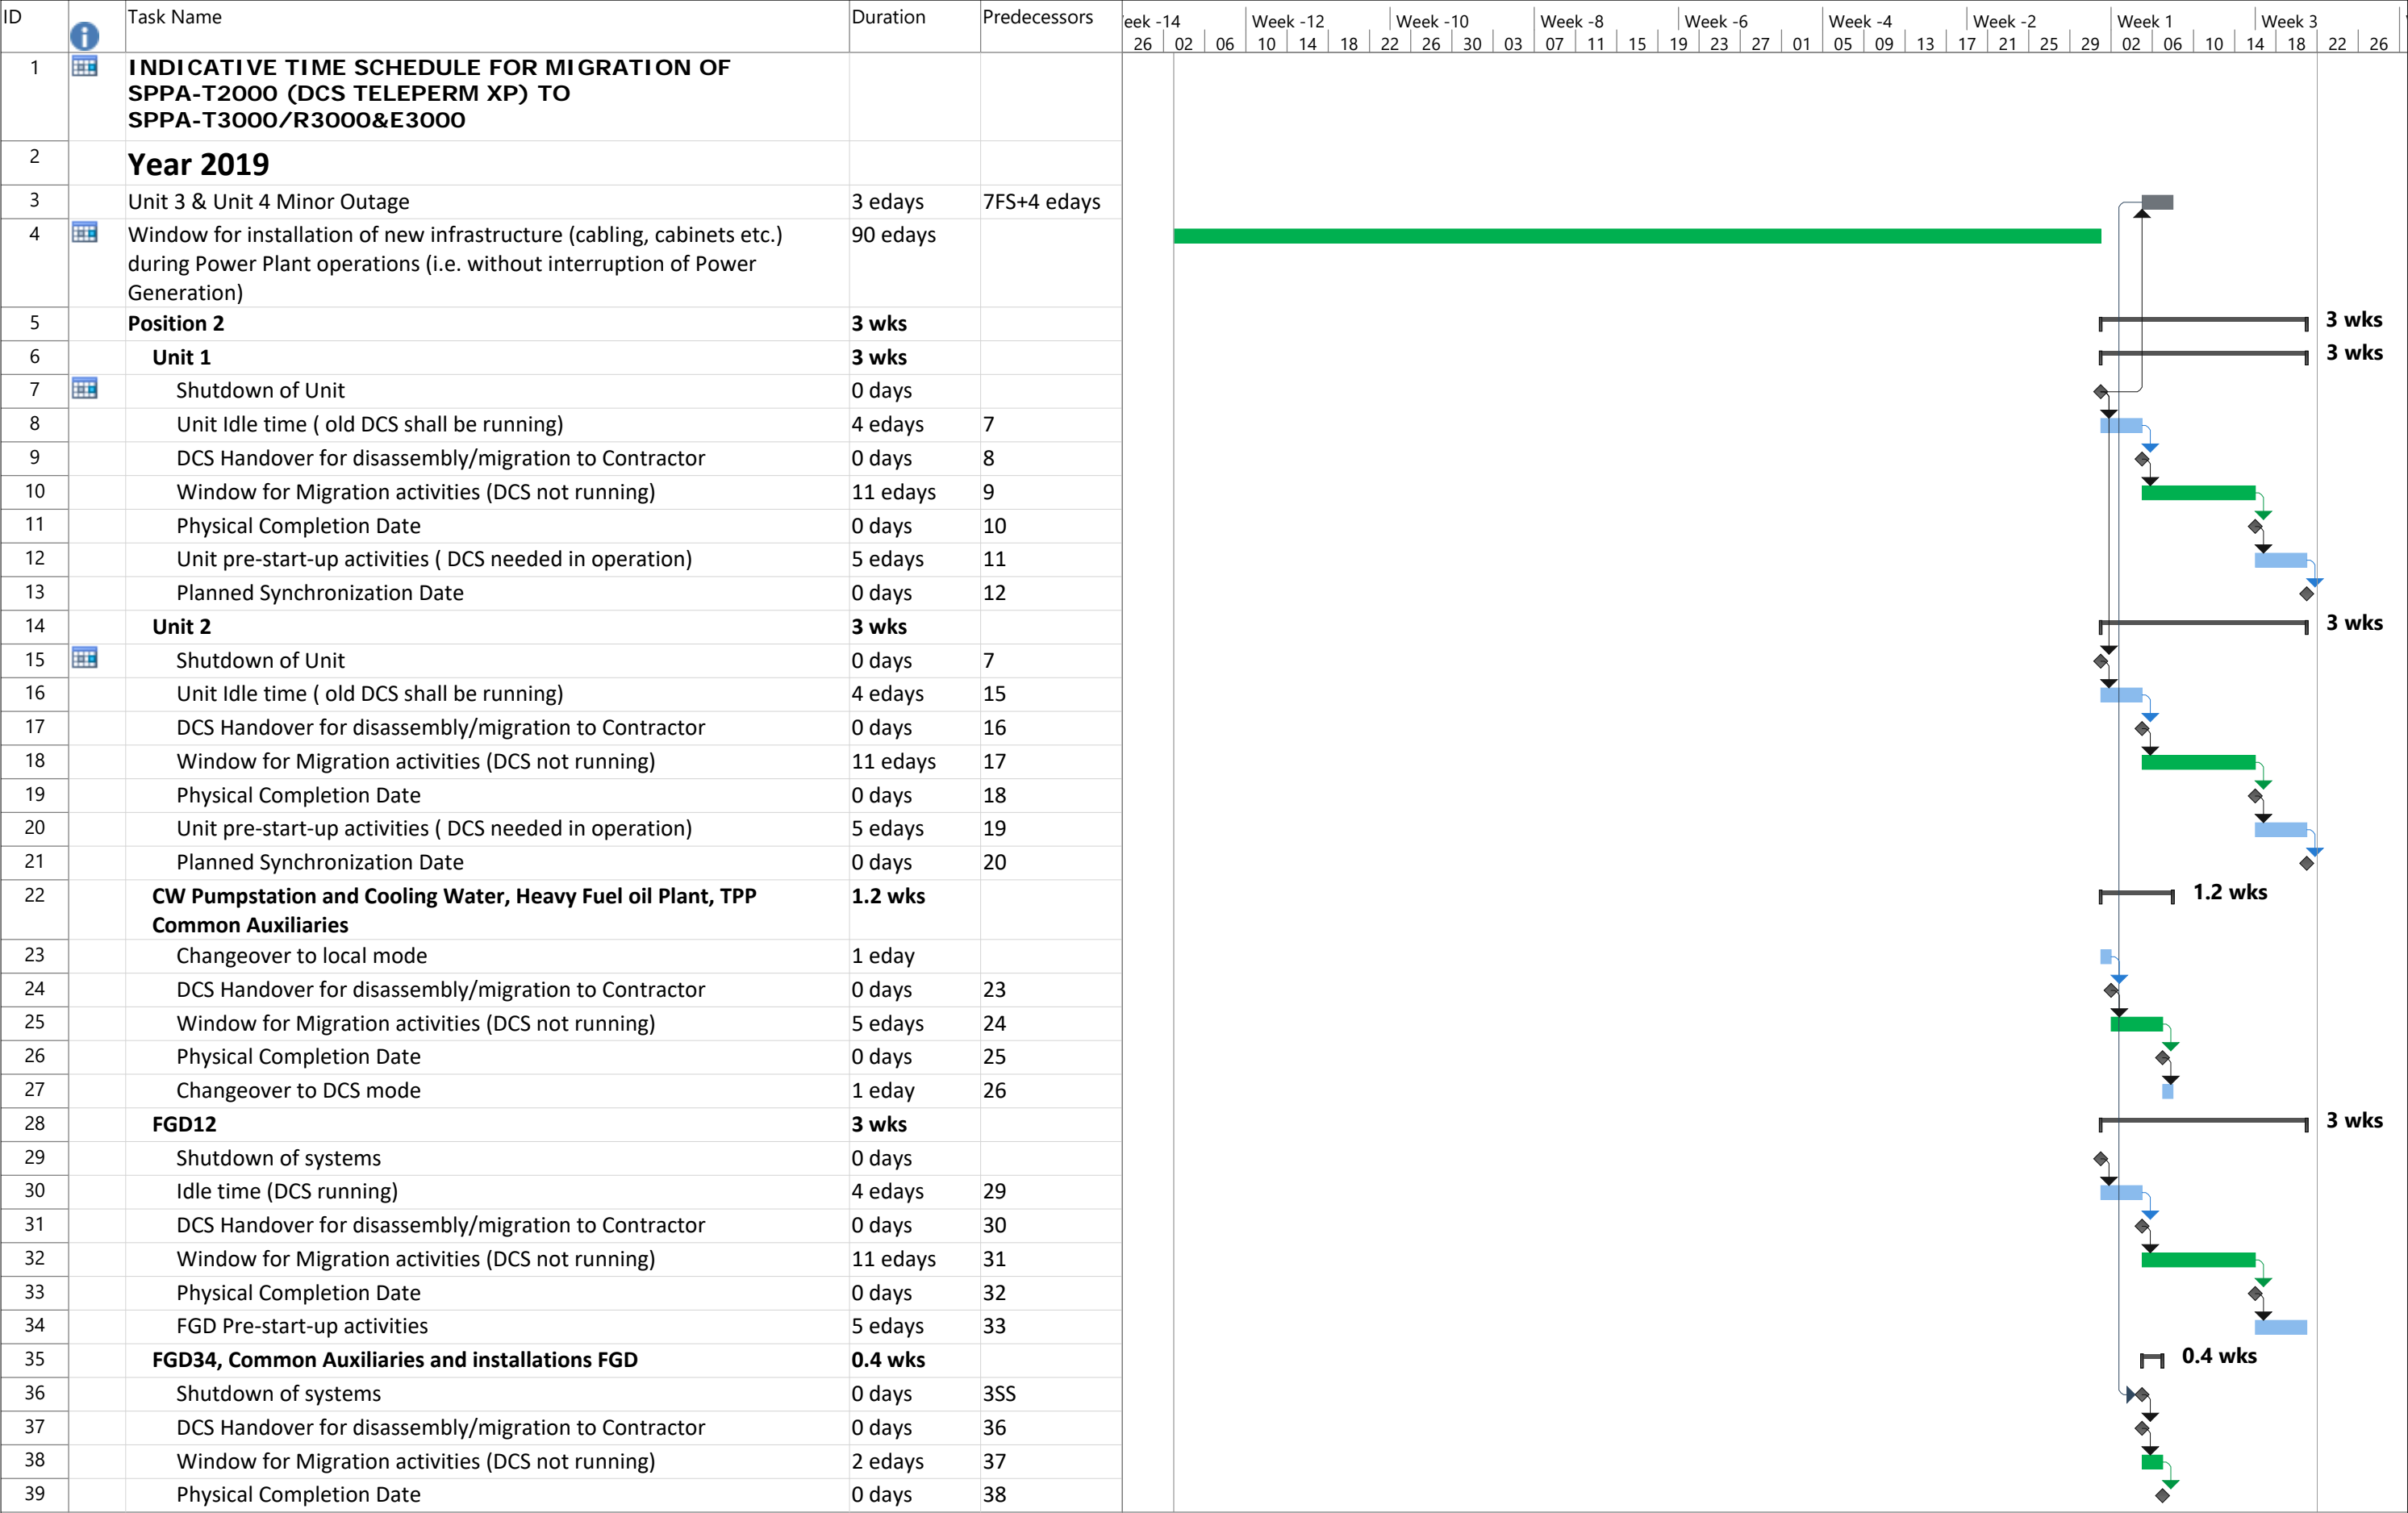 ID Task Name Duration Predecessors eek -14 Week -12 Week -10 Week -8 Week -6 Week -4 Week -2 Week 1 Week 3
26 02 06 10 14 18 22 26 30 03 07 11 15 19 23 27 01 05 09 13 17 21 25 29 02 06 10 14 18 22 26
1 INDICATIVE TIME SCHEDULE FOR MIGRATION OF
SPPA-T2000 (DCS TELEPERM XP) TO
SPPA-T3000/R3000&E3000
2 Year 2019
3 Unit 3 & Unit 4 Minor Outage 3 edays 7FS+4 edays
4 Window for installation of new infrastructure (cabling, cabinets etc.) 90 edays
during Power Plant operations (i.e. without interruption of Power
Generation)
5 Position 2 3 wks 3 wks
6 Unit 1 3 wks 3 wks
7 Shutdown of Unit 0 days
8 Unit Idle time ( old DCS shall be running) 4 edays 7
9 DCS Handover for disassembly/migration to Contractor 0 days 8
10 Window for Migration activities (DCS not running) 11 edays 9
11 Physical Completion Date 0 days 10
12 Unit pre-start-up activities ( DCS needed in operation) 5 edays 11
13 Planned Synchronization Date 0 days 12
14 Unit 2 3 wks 3 wks
15 Shutdown of Unit 0 days 7
16 Unit Idle time ( old DCS shall be running) 4 edays 15
17 DCS Handover for disassembly/migration to Contractor 0 days 16
18 Window for Migration activities (DCS not running) 11 edays 17
19 Physical Completion Date 0 days 18
20 Unit pre-start-up activities ( DCS needed in operation) 5 edays 19
21 Planned Synchronization Date 0 days 20
22 CW Pumpstation and Cooling Water, Heavy Fuel oil Plant, TPP 1.2 wks 1.2 wks
Common Auxiliaries
23 Changeover to local mode 1 eday
24 DCS Handover for disassembly/migration to Contractor 0 days 23
25 Window for Migration activities (DCS not running) 5 edays 24
26 Physical Completion Date 0 days 25
27 Changeover to DCS mode 1 eday 26
28 FGD12 3 wks 3 wks
29 Shutdown of systems 0 days
30 Idle time (DCS running) 4 edays 29
31 DCS Handover for disassembly/migration to Contractor 0 days 30
32 Window for Migration activities (DCS not running) 11 edays 31
33 Physical Completion Date 0 days 32
34 FGD Pre-start-up activities 5 edays 33
35 FGD34, Common Auxiliaries and installations FGD 0.4 wks 0.4 wks
36 Shutdown of systems 0 days 3SS
37 DCS Handover for disassembly/migration to Contractor 0 days 36
38 Window for Migration activities (DCS not running) 2 edays 37
39 Physical Completion Date 0 days 38